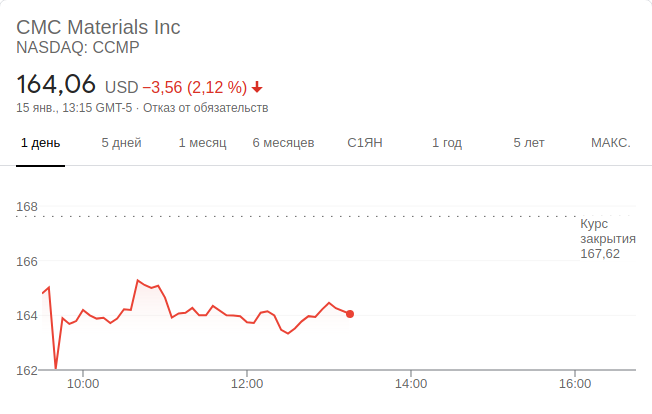 CMC Materials Inc
NASDAQ: CCMP
164,06 USD −3,56 (2,12 %)
15 янв., 13:15 GMT-5 · Отказ от обязательств
1 день 5 дней 1 месяц 6 месяцев С1ЯН 1 год 5 лет МАКС.
168
Курс
закрытия
167,62
166
164
162
10:00 12:00 14:00 16:00